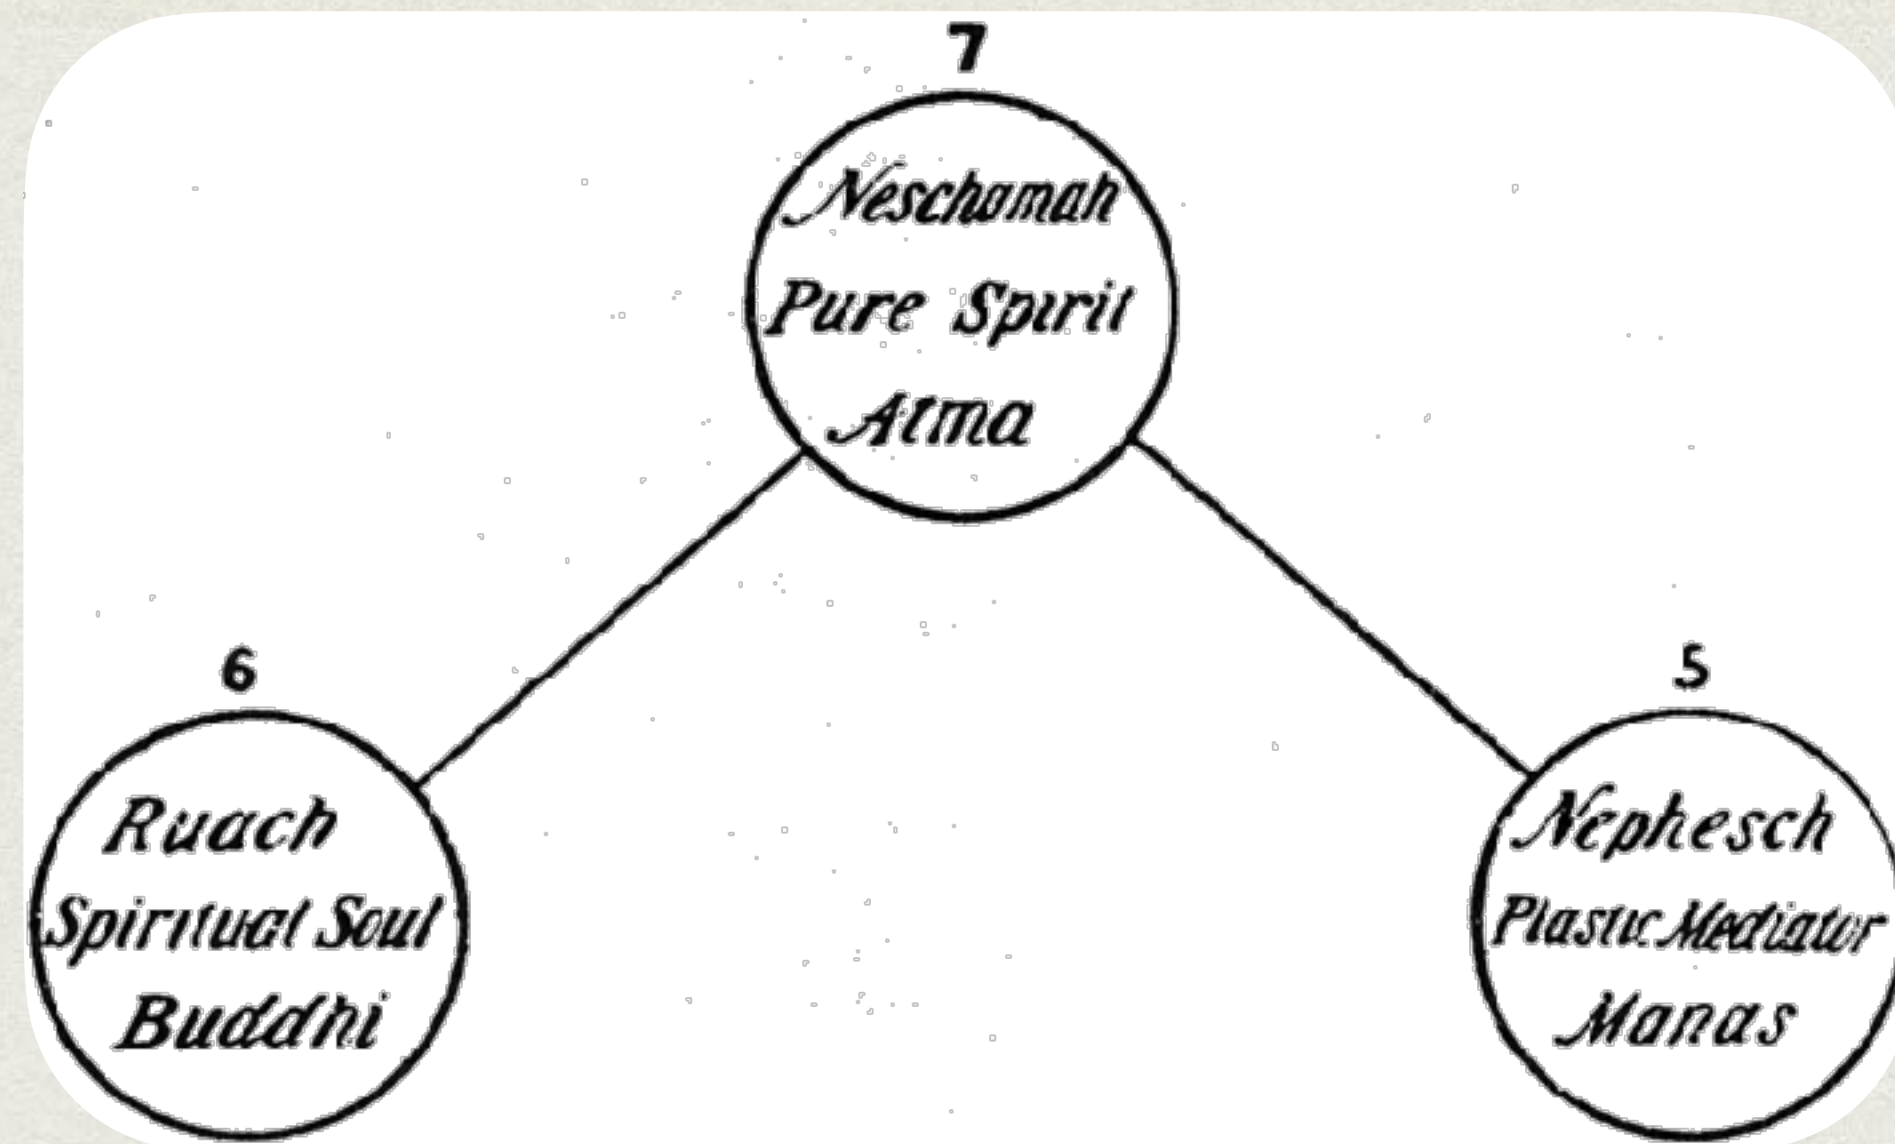 7
Neschamah
Pure Spirit
Atma
6
Ruach
Spiritual Soul
Buddhi
5
Nephesch
Plastic Mediator
Manas